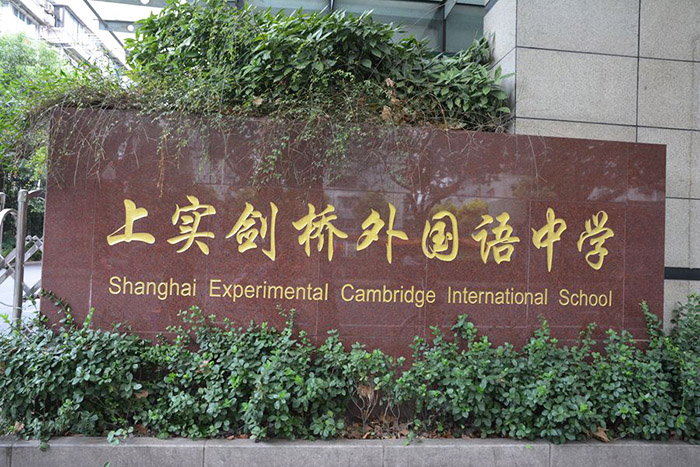 上实剑桥外国语中学
Shanghai Experimental Cambridge International School